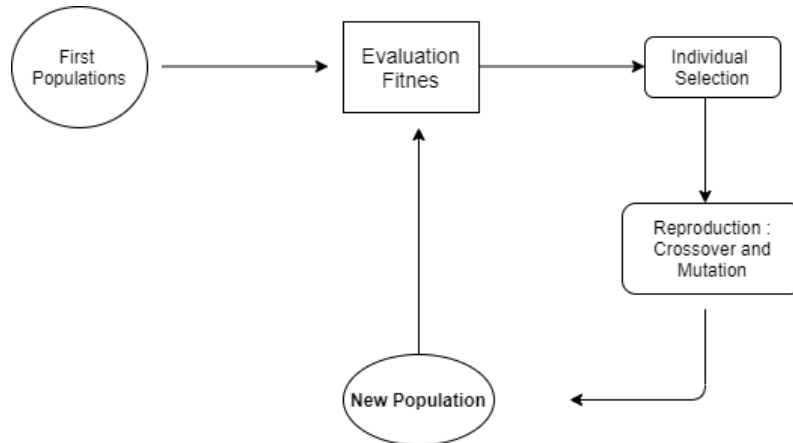 First
Populations
Evaluation
Fitnes
Individual
Selection
Reproduction :
Crossover and
Mutation
New Population